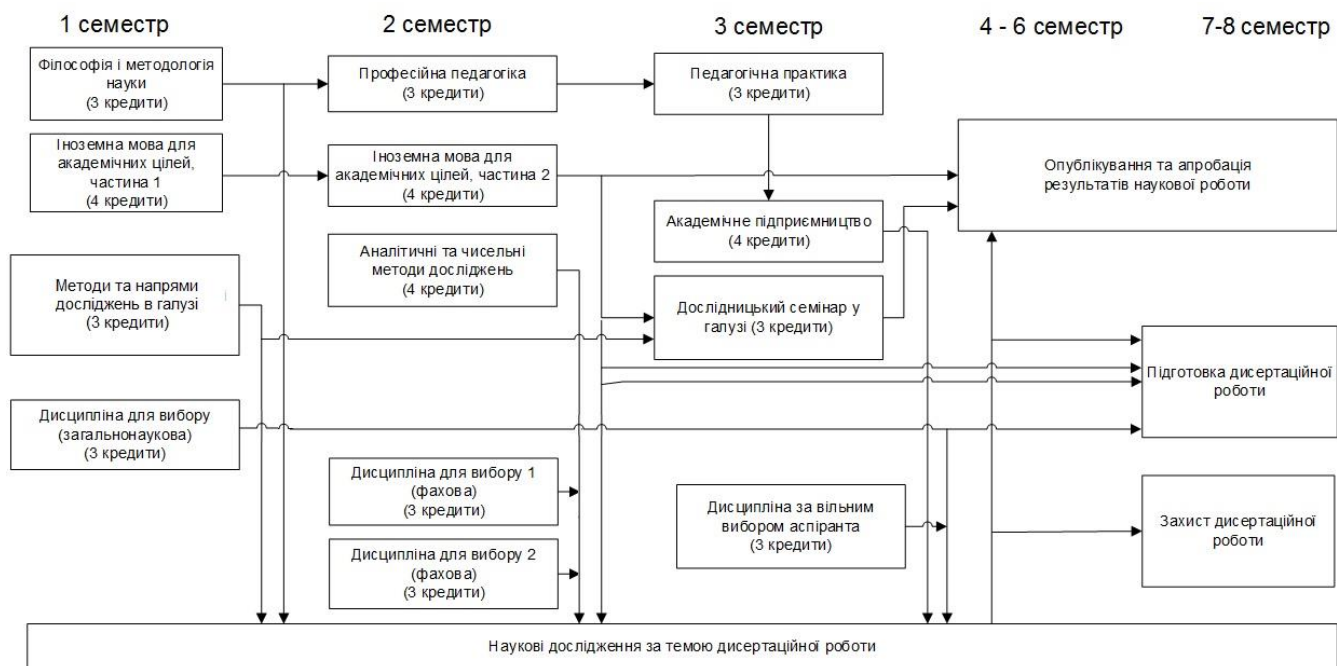 1 семестр
2 семестр
3 семестр
4 - 6 семестр
7-8 семестр
Філософія і методологія
науки
(3 кредити)
Професійна педагогіка
(3 кредити)
Педагогічна практика
(3 кредити)
Іноземна мова для
академічних цілей,
частина 1
(4 кредити)
Іноземна мова для
академічних цілей, частина 2
(4 кредити)
Опублікування та апробація
результатів наукової роботи
Академічне підприємництво
(4 кредити)
Аналітичні та чисельні
методи досліджень
(4 кредити)
Методи та напрями
досліджень в галузі
(3 кредити)
Дослідницький семінар у
галузі (3 кредити)
Підготовка дисертаційної
роботи
Дисципліна для вибору
(загальнонаукова)
(3 кредити)
Дисципліна для вибору 1
(фахова)
(3 кредити)
Дисципліна за вільним
вибором аспіранта
(3 кредити)
Захист дисертаційної
роботи
Дисципліна для вибору 2
(фахова)
(3 кредити)
Наукові дослідження за темою дисертаційної роботи